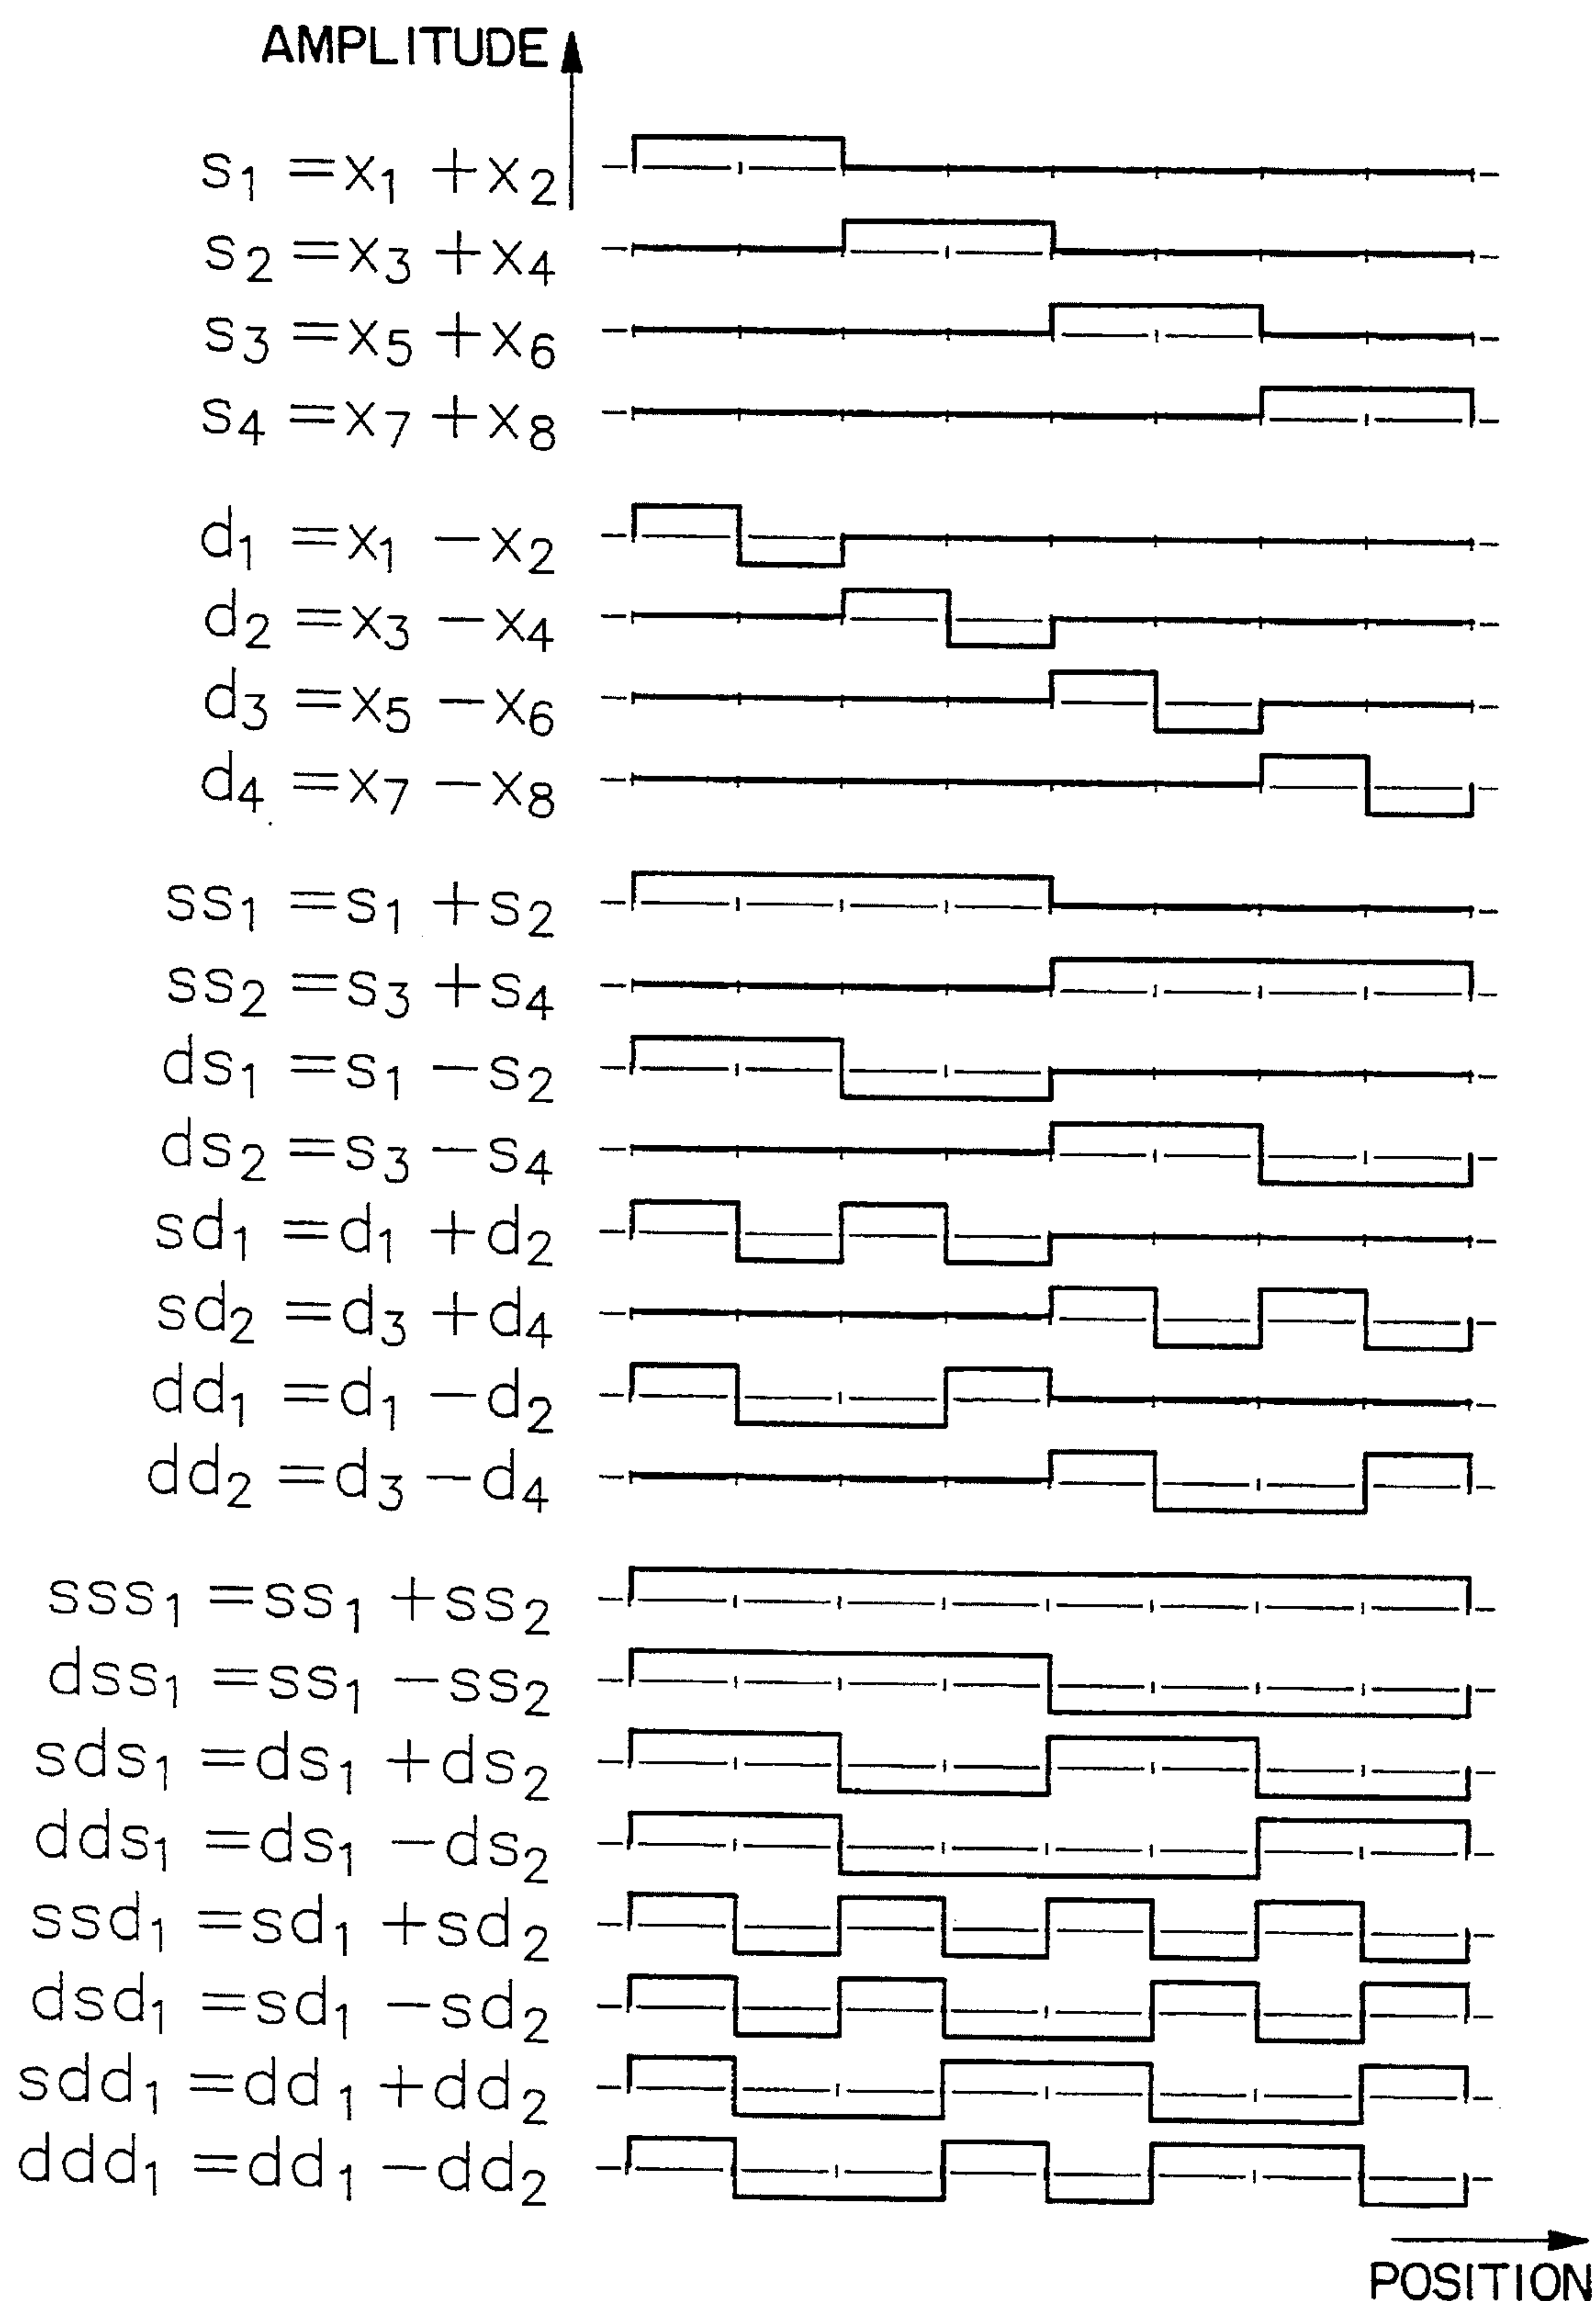 AMPLITUDE
s₁ = x₁ + x₂
s₂ = x₃ + x₄
s₃ = x₅ + x₆
s₄ = x₇ + x₈
d₁ = x₁ − x₂
d₂ = x₃ − x₄
d₃ = x₅ − x₆
d₄ = x₇ − x₈
ss₁ = s₁ + s₂
ss₂ = s₃ + s₄
ds₁ = s₁ − s₂
ds₂ = s₃ − s₄
sd₁ = d₁ + d₂
sd₂ = d₃ + d₄
dd₁ = d₁ − d₂
dd₂ = d₃ − d₄
sss₁ = ss₁ + ss₂
dss₁ = ss₁ − ss₂
sds₁ = ds₁ + ds₂
dds₁ = ds₁ − ds₂
ssd₁ = sd₁ + sd₂
dsd₁ = sd₁ − sd₂
sdd₁ = dd₁ + dd₂
ddd₁ = dd₁ − dd₂
POSITION